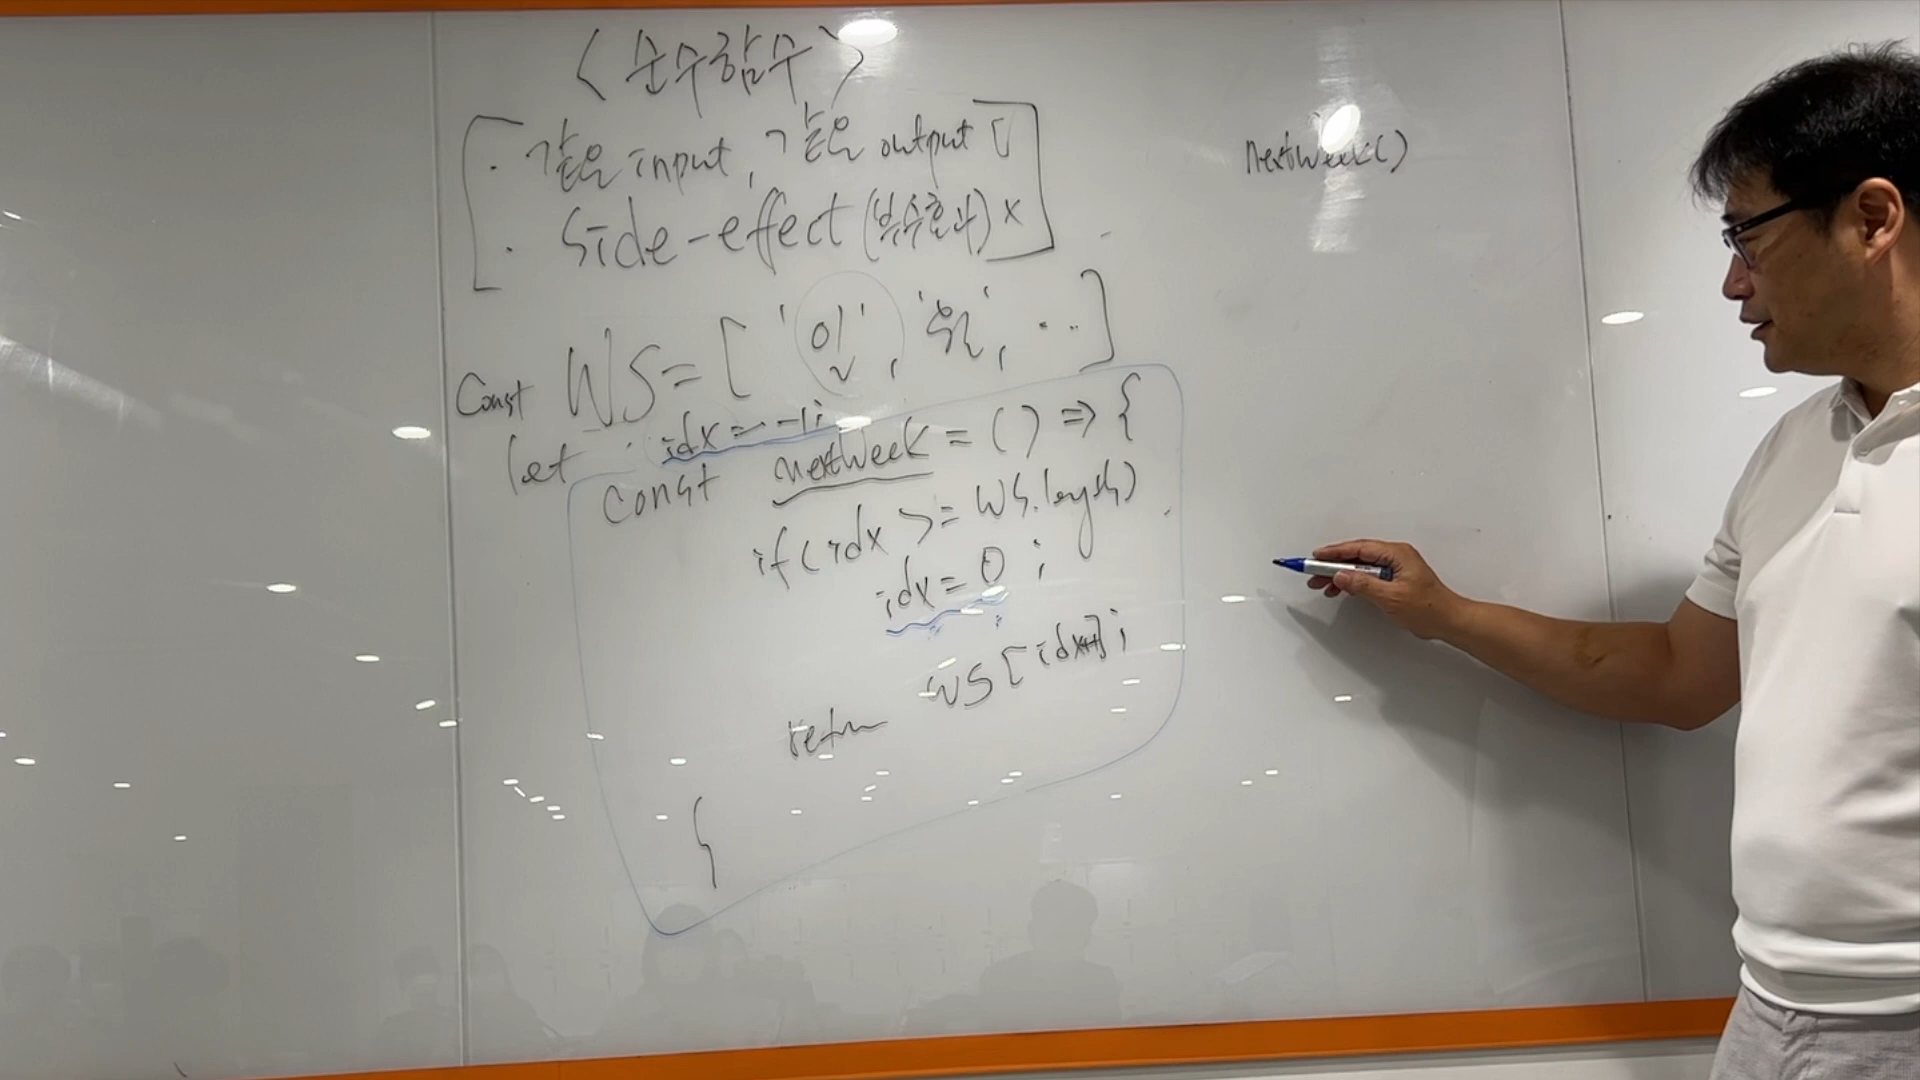 <순수함수>
· 같은 input, 같은 output
· side-effect (부수효과) x
const WS = ['일', '월', ...]
let idx = -1;
const nextWeek = () => {
if (idx >= WS.length)
idx = 0;
return WS[idx++];
}
nextWeek()